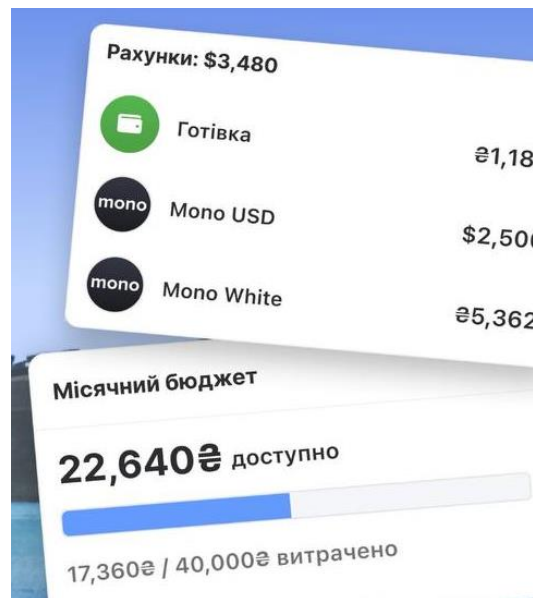 Рахунки: $3,480
Готівка
₴1,18
mono Mono USD
$2,500
mono Mono White
₴5,362
Місячний бюджет
22,640₴ доступно
17,360₴ / 40,000₴ витрачено